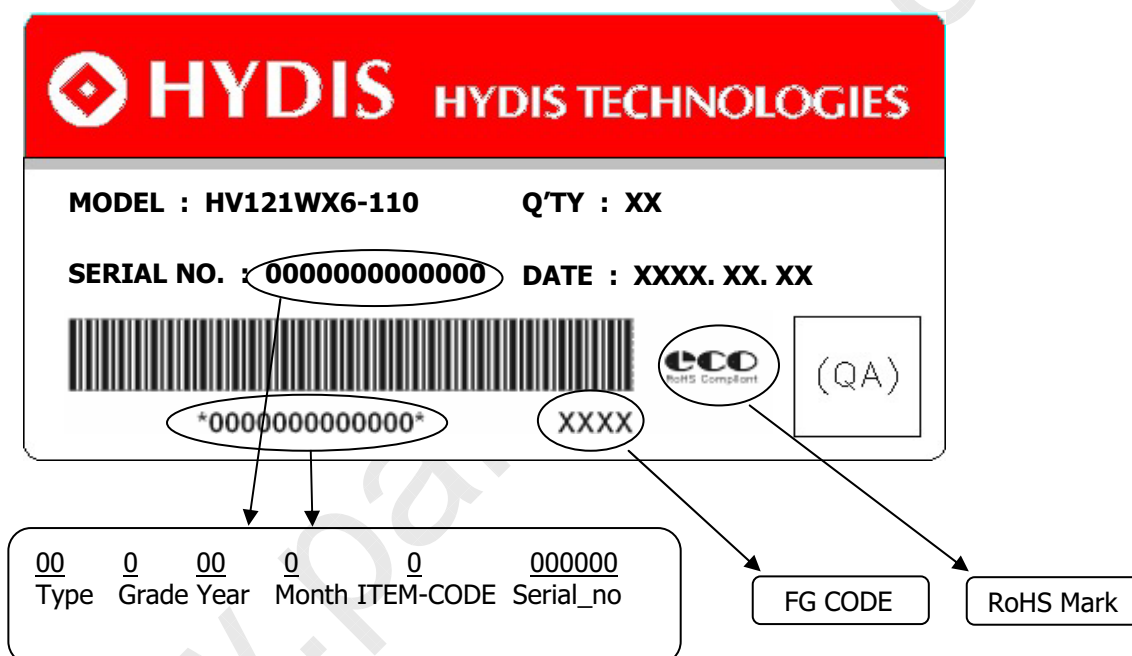 HYDIS HYDIS TECHNOLOGIES
MODEL : HV121WX6-110 Q'TY : XX
SERIAL NO. : 0000000000000 DATE : XXXX. XX. XX
eco
RoHS Compliant
(QA)
*0000000000000* XXXX
00 0 00 0 0 000000
Type Grade Year Month ITEM-CODE Serial_no
FG CODE
RoHS Mark